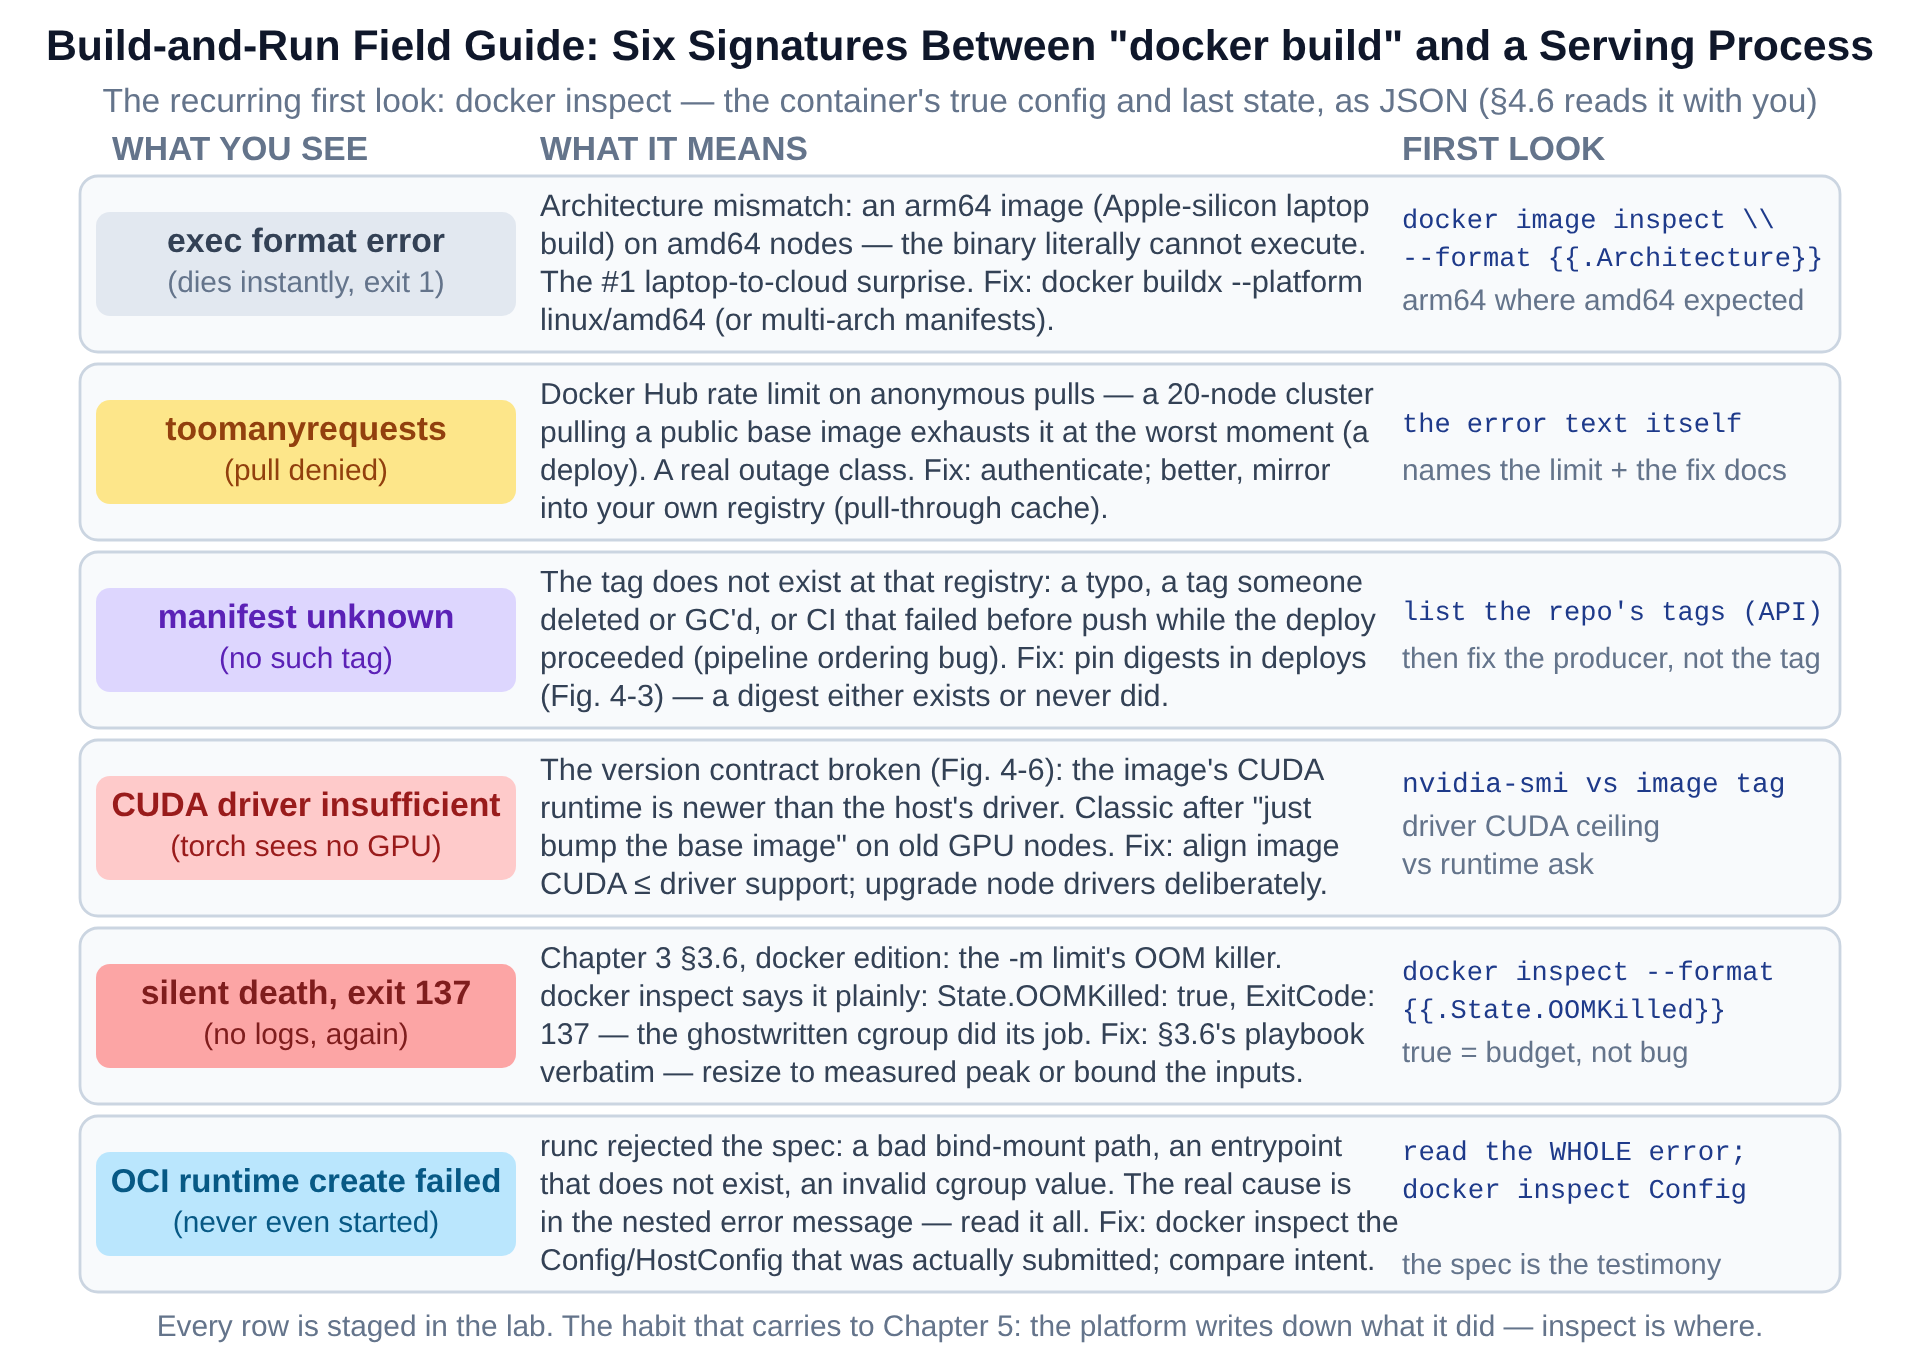 Build-and-Run Field Guide: Six Signatures Between "docker build" and a Serving Process
The recurring first look: docker inspect — the container's true config and last state, as JSON (§4.6 reads it with you)
WHAT YOU SEE
WHAT IT MEANS
FIRST LOOK
exec format error
(dies instantly, exit 1)
Architecture mismatch: an arm64 image (Apple-silicon laptop
build) on amd64 nodes — the binary literally cannot execute.
The #1 laptop-to-cloud surprise. Fix: docker buildx --platform
linux/amd64 (or multi-arch manifests).
docker image inspect \\
--format {{.Architecture}}
arm64 where amd64 expected
toomanyrequests
(pull denied)
Docker Hub rate limit on anonymous pulls — a 20-node cluster
pulling a public base image exhausts it at the worst moment (a
deploy). A real outage class. Fix: authenticate; better, mirror
into your own registry (pull-through cache).
the error text itself
names the limit + the fix docs
manifest unknown
(no such tag)
The tag does not exist at that registry: a typo, a tag someone
deleted or GC'd, or CI that failed before push while the deploy
proceeded (pipeline ordering bug). Fix: pin digests in deploys
(Fig. 4-3) — a digest either exists or never did.
list the repo's tags (API)
then fix the producer, not the tag
CUDA driver insufficient
(torch sees no GPU)
The version contract broken (Fig. 4-6): the image's CUDA
runtime is newer than the host's driver. Classic after "just
bump the base image" on old GPU nodes. Fix: align image
CUDA ≤ driver support; upgrade node drivers deliberately.
nvidia-smi vs image tag
driver CUDA ceiling
vs runtime ask
silent death, exit 137
(no logs, again)
Chapter 3 §3.6, docker edition: the -m limit's OOM killer.
docker inspect says it plainly: State.OOMKilled: true, ExitCode:
137 — the ghostwritten cgroup did its job. Fix: §3.6's playbook
verbatim — resize to measured peak or bound the inputs.
docker inspect --format
{{.State.OOMKilled}}
true = budget, not bug
OCI runtime create failed
(never even started)
runc rejected the spec: a bad bind-mount path, an entrypoint
that does not exist, an invalid cgroup value. The real cause is
in the nested error message — read it all. Fix: docker inspect the
Config/HostConfig that was actually submitted; compare intent.
read the WHOLE error;
docker inspect Config
the spec is the testimony
Every row is staged in the lab. The habit that carries to Chapter 5: the platform writes down what it did — inspect is where.